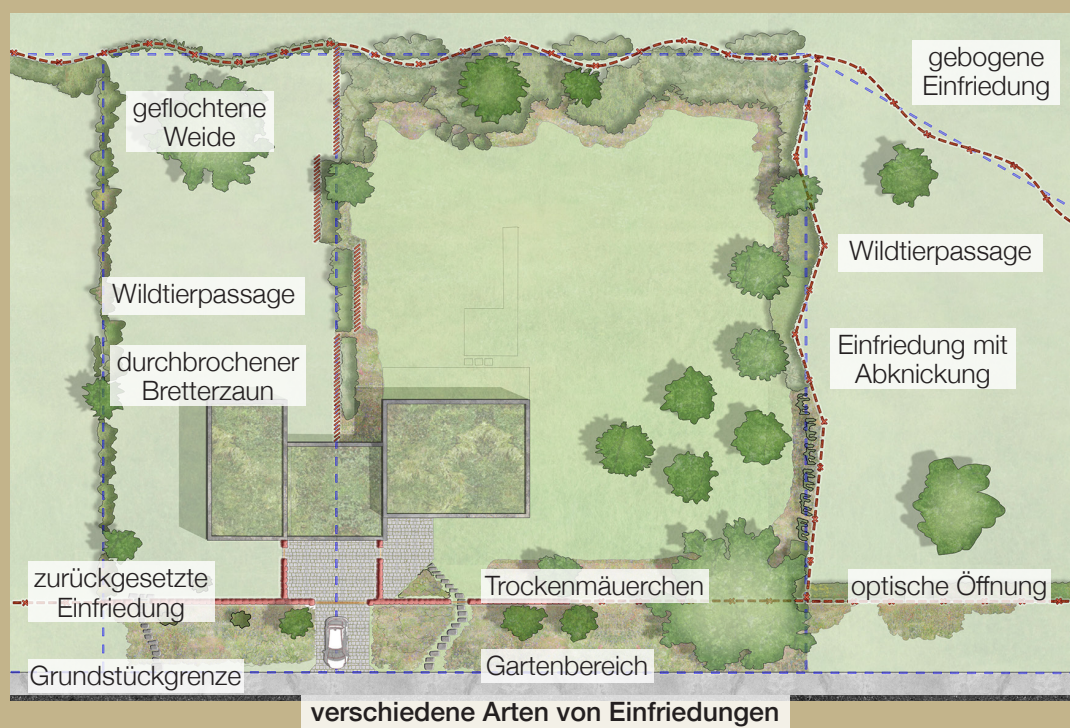 gebogene
Einfriedung
geflochtene
Weide
Wildtierpassage
Wildtierpassage
durchbrochener
Bretterzaun
Einfriedung mit
Abknickung
zurückgesetzte
Einfriedung
Trockenmäuerchen
optische Öffnung
Gartenbereich
Grundstückgrenze
verschiedene Arten von Einfriedungen